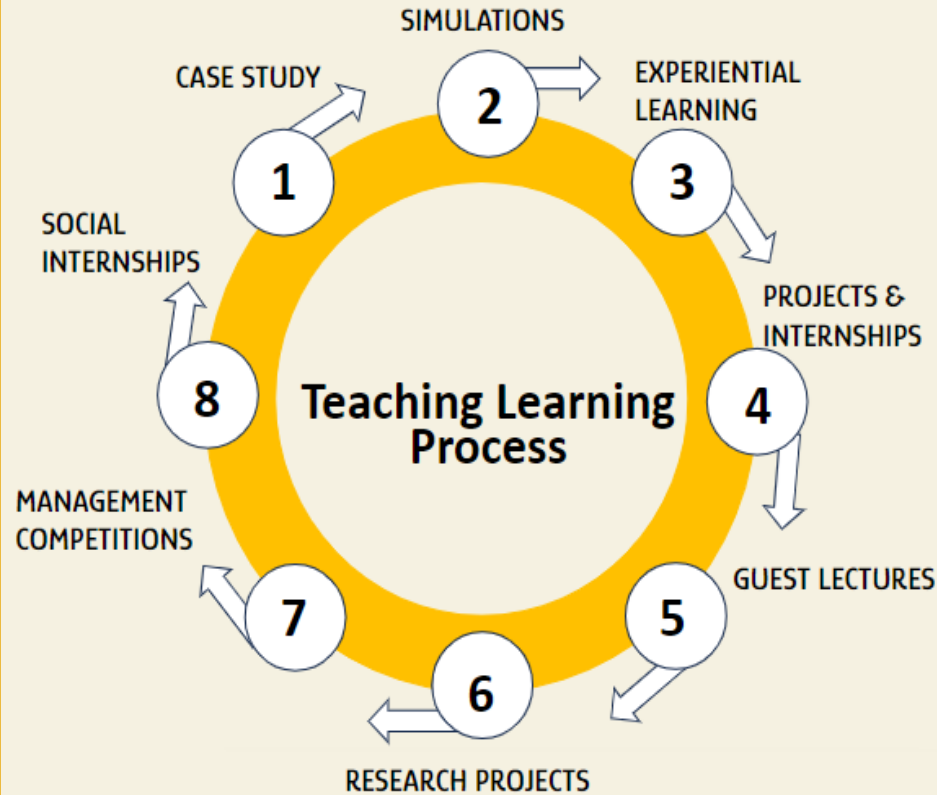 SIMULATIONS
CASE STUDY
EXPERIENTIAL
LEARNING
2
1
3
SOCIAL
INTERNSHIPS
PROJECTS &
INTERNSHIPS
8
Teaching Learning
Process
4
MANAGEMENT
COMPETITIONS
GUEST LECTURES
7
5
6
RESEARCH PROJECTS